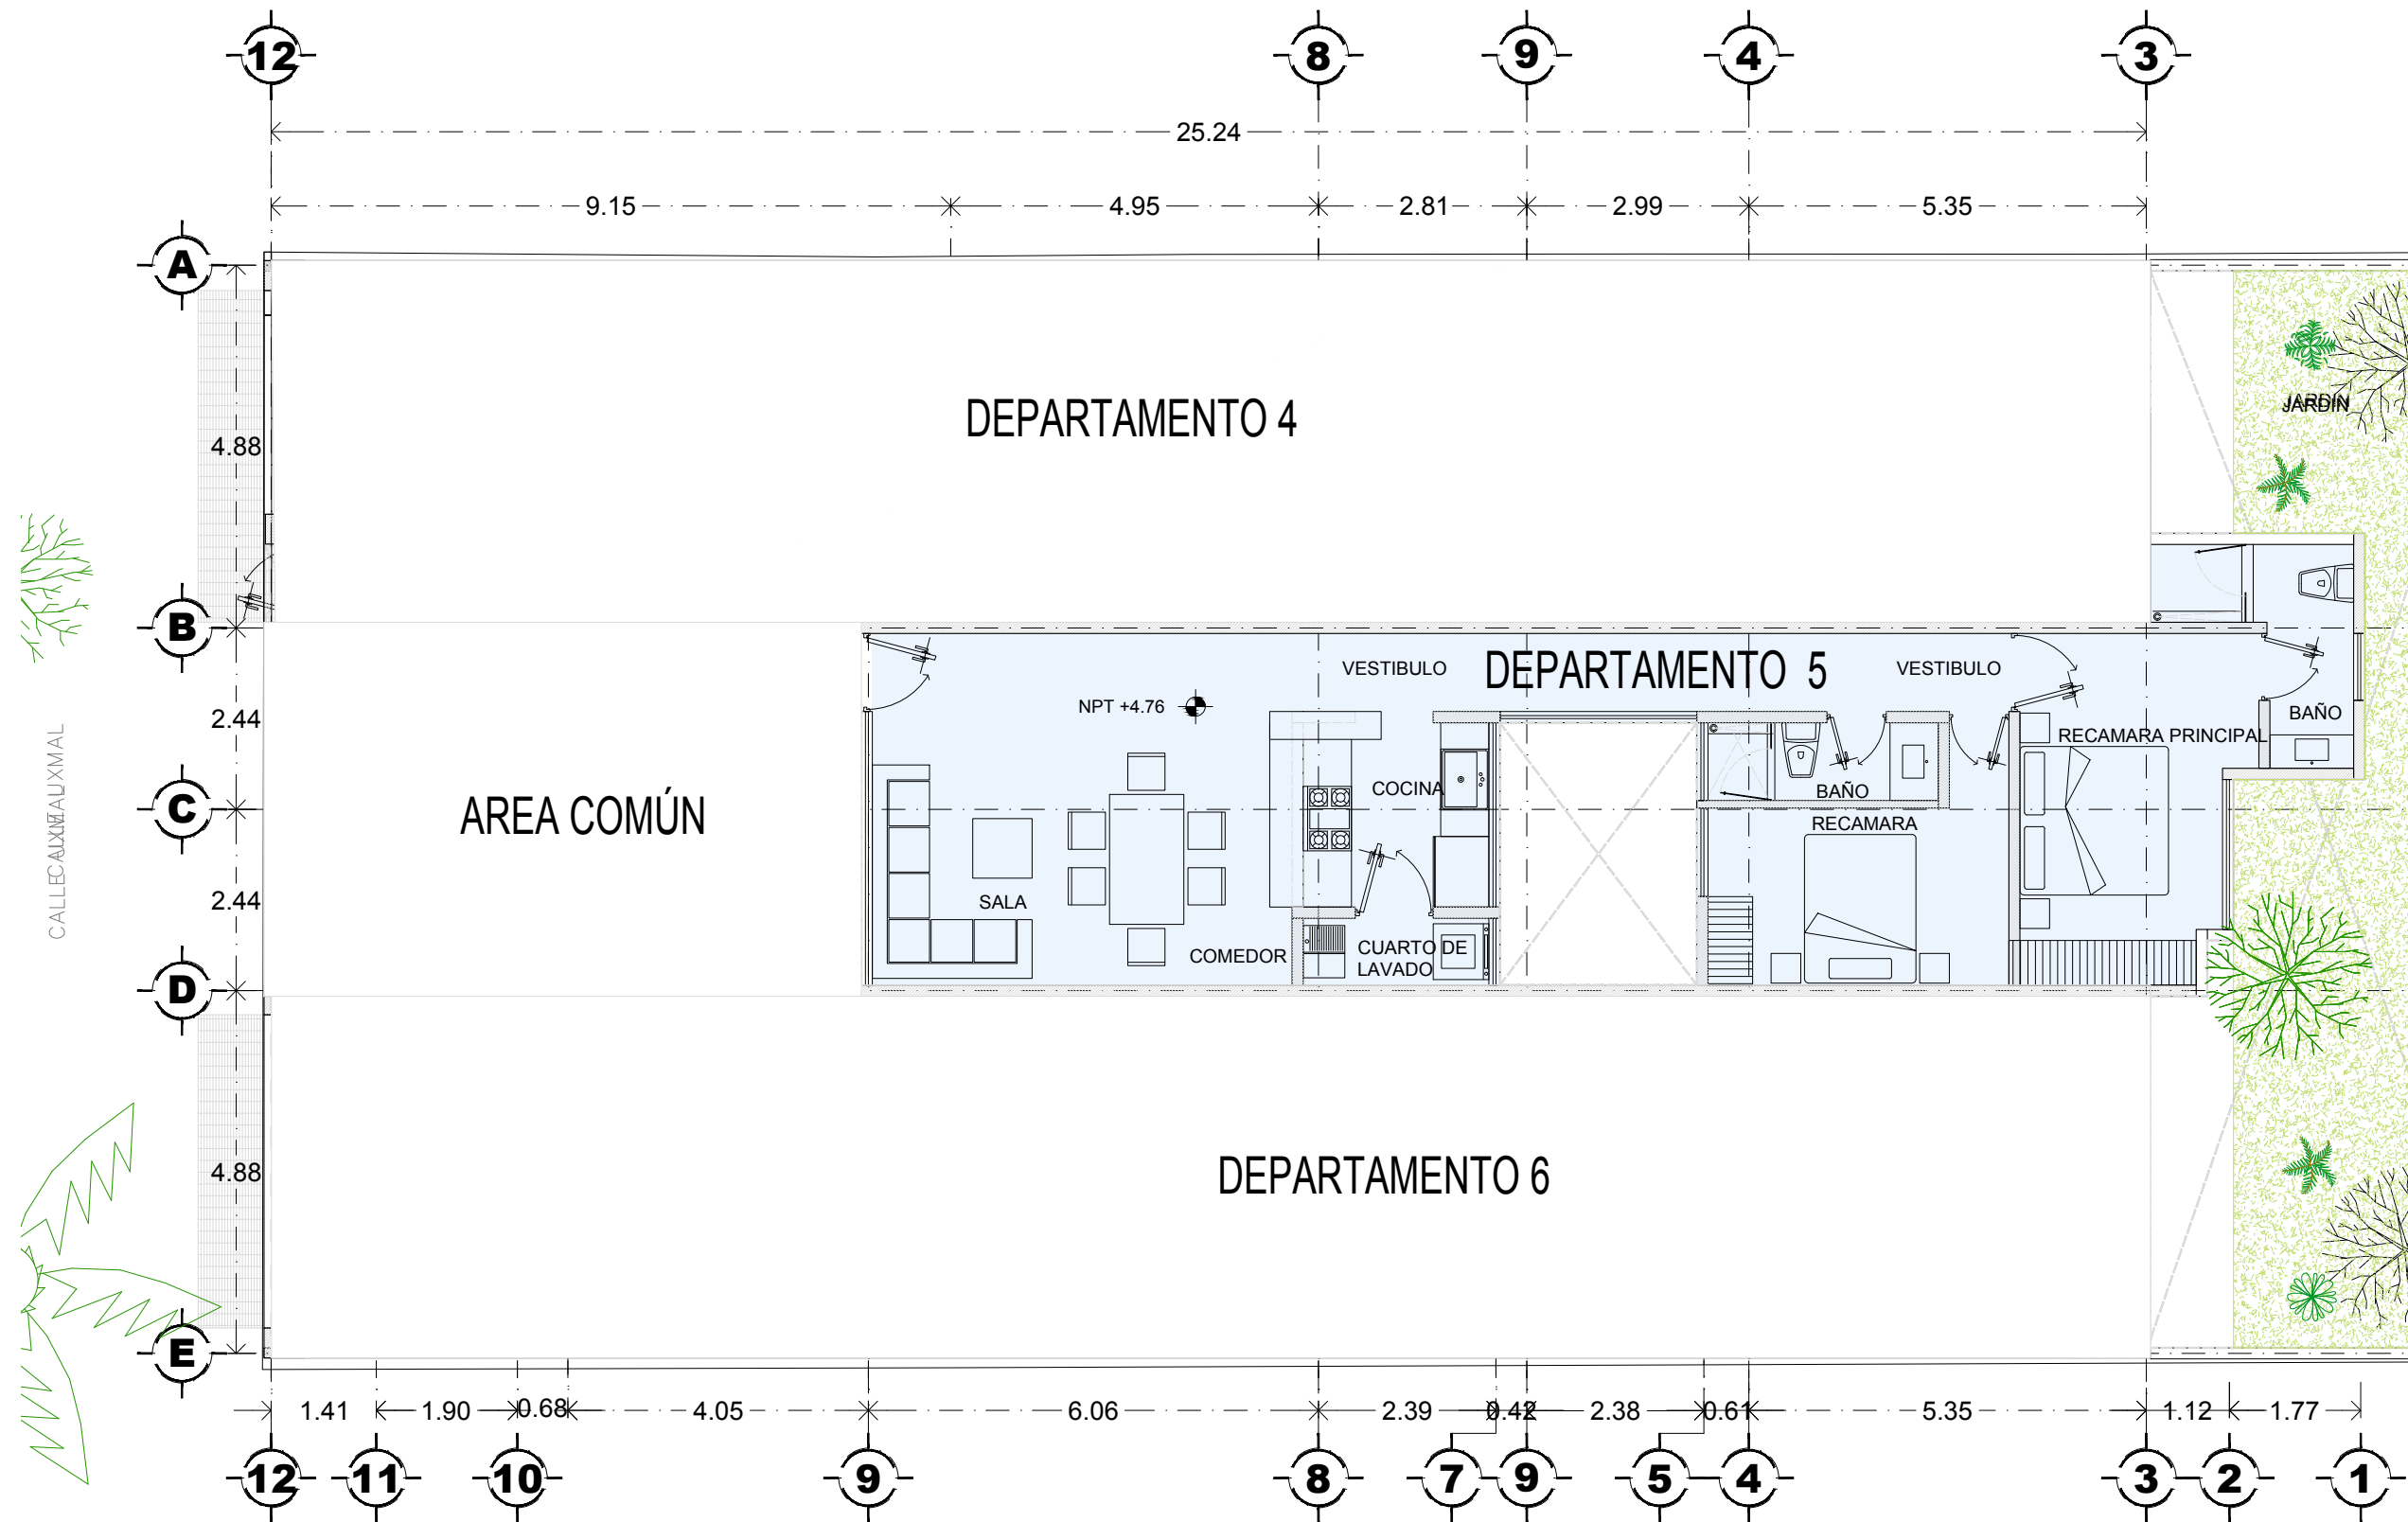 12 8 9 4 3
25.24
9.15 4.95 2.81 2.99 5.35
A
JARDIN
DEPARTAMENTO 4
4.88
B
VESTIBULO DEPARTAMENTO 5 VESTIBULO
NPT +4.76
2.44
BAÑO
RECAMARA PRINCIPAL
COCINA
BAÑO
C
AREA COMÚN
RECAMARA
CALLE UXMAL
2.44
SALA
COMEDOR
CUARTO DE
LAVADO
D
4.88
DEPARTAMENTO 6
E
1.41 1.90 0.68 4.05 6.06 2.39 0.42 2.38 0.61 5.35 1.12 1.77
12 11 10 9 8 7 9 5 4 3 2 1